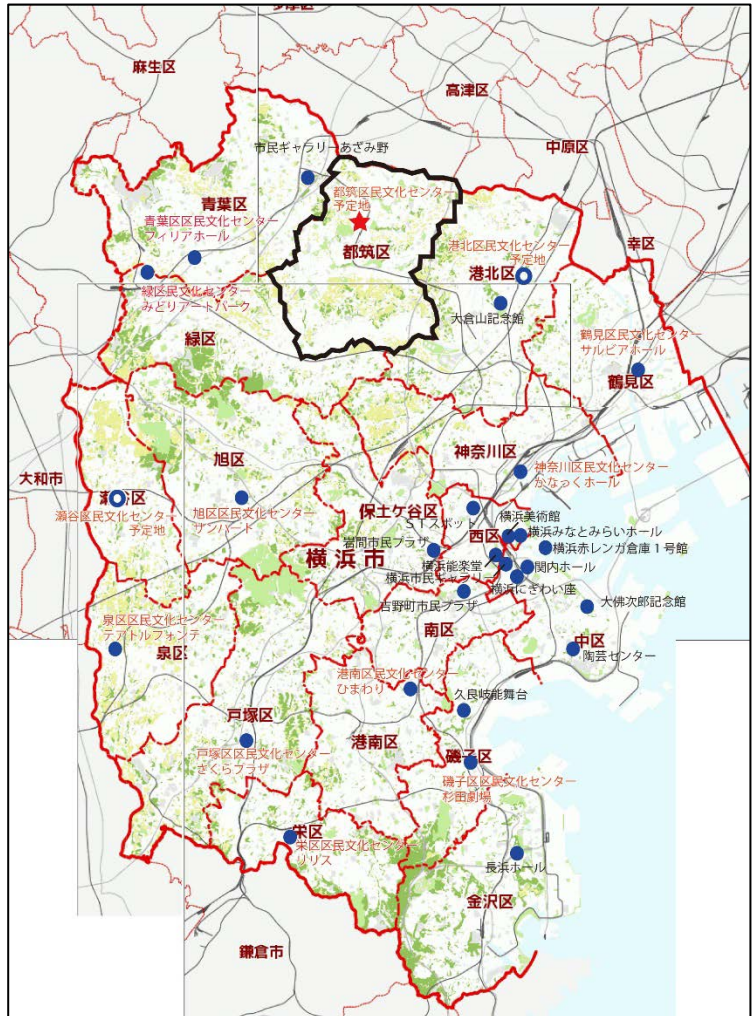 多摩区
麻生区
高津区
中原区
市民ギャラリーあざみ野
都筑区民文化センター
予定地
青葉区
青葉区民文化センター
フィリアホール
都筑区
港北区民文化センター
予定地
港北区
幸区
緑区民文化センター
みどりアートパーク
大倉山記念館
緑区
鶴見区民文化センター
サルビアホール
鶴見区
旭区
神奈川区
大和市
神奈川区民文化センター
かなっくホール
瀬谷区
瀬谷区民文化センター
予定地
旭区民文化センター
サンハート
保土ケ谷区
STスポット
横浜美術館
西区
横浜みなとみらいホール
岩間市民プラザ
横浜赤レンガ倉庫1号館
横浜市
横浜能楽堂
関内ホール
横浜市民ギャラリー
横浜にぎわい座
吉野町市民プラザ
大佛次郎記念館
泉区民文化センター
テアトルフォンテ
南区
中区
泉区
陶芸センター
港南区民文化センター
ひまわり
久良岐能舞台
戸塚区
港南区
戸塚区民文化センター
さくらプラザ
磯子区
磯子区民文化センター
杉田劇場
栄区
栄区民文化センター
リリス
長浜ホール
金沢区
鎌倉市